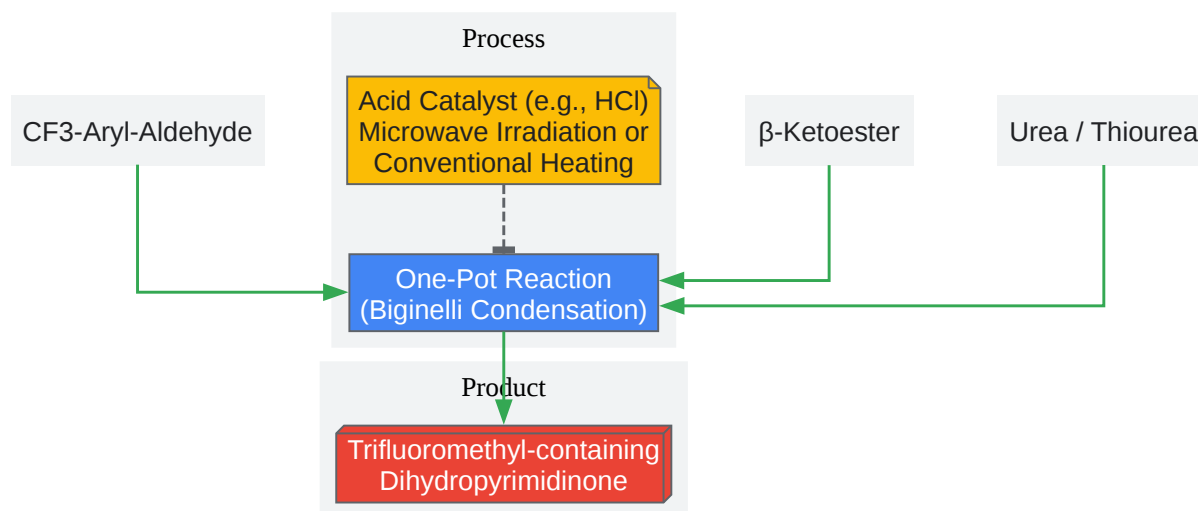 Process
Acid Catalyst (e.g., HCl)
Microwave Irradiation or
Conventional Heating
CF3-Aryl-Aldehyde
β-Ketoester
Urea / Thiourea
One-Pot Reaction
(Biginelli Condensation)
Product
Trifluoromethyl-containing
Dihydropyrimidinone